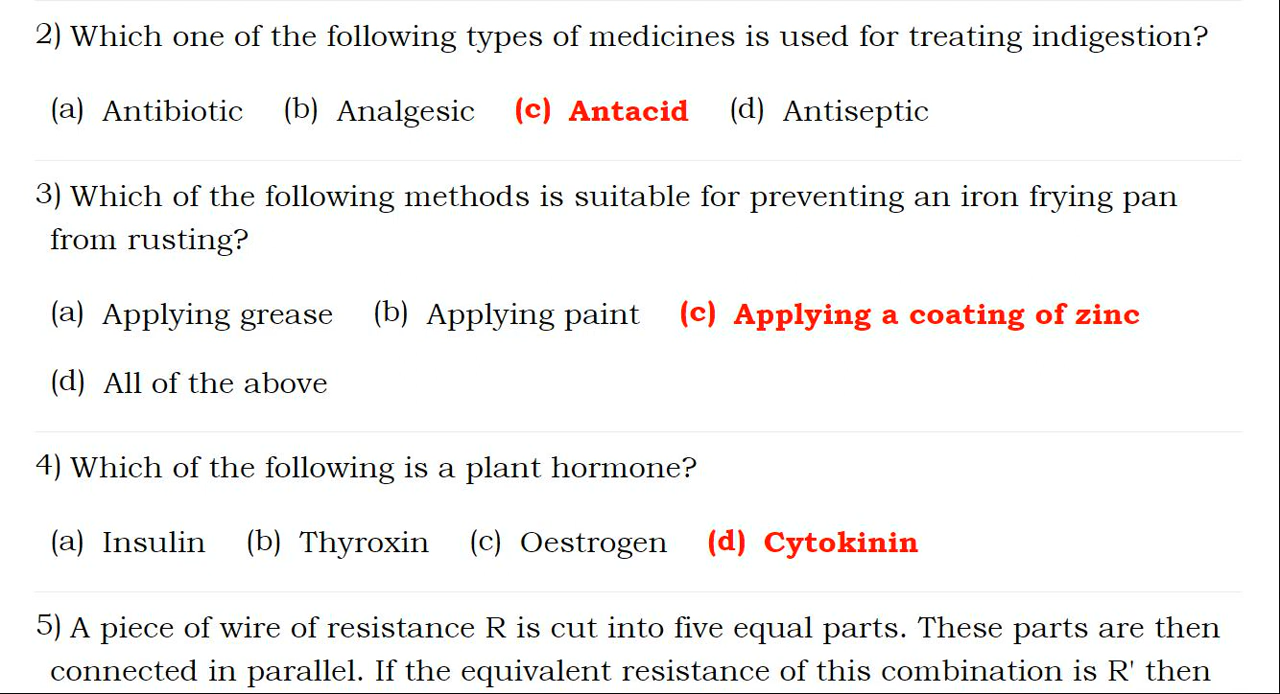 2) Which one of the following types of medicines is used for treating indigestion?
(a) Antibiotic (b) Analgesic (c) Antacid (d) Antiseptic
3) Which of the following methods is suitable for preventing an iron frying pan
from rusting?
(a) Applying grease (b) Applying paint (c) Applying a coating of zinc
(d) All of the above
4) Which of the following is a plant hormone?
(a) Insulin (b) Thyroxin (c) Oestrogen (d) Cytokinin
5) A piece of wire of resistance R is cut into five equal parts. These parts are then
connected in parallel. If the equivalent resistance of this combination is R' then